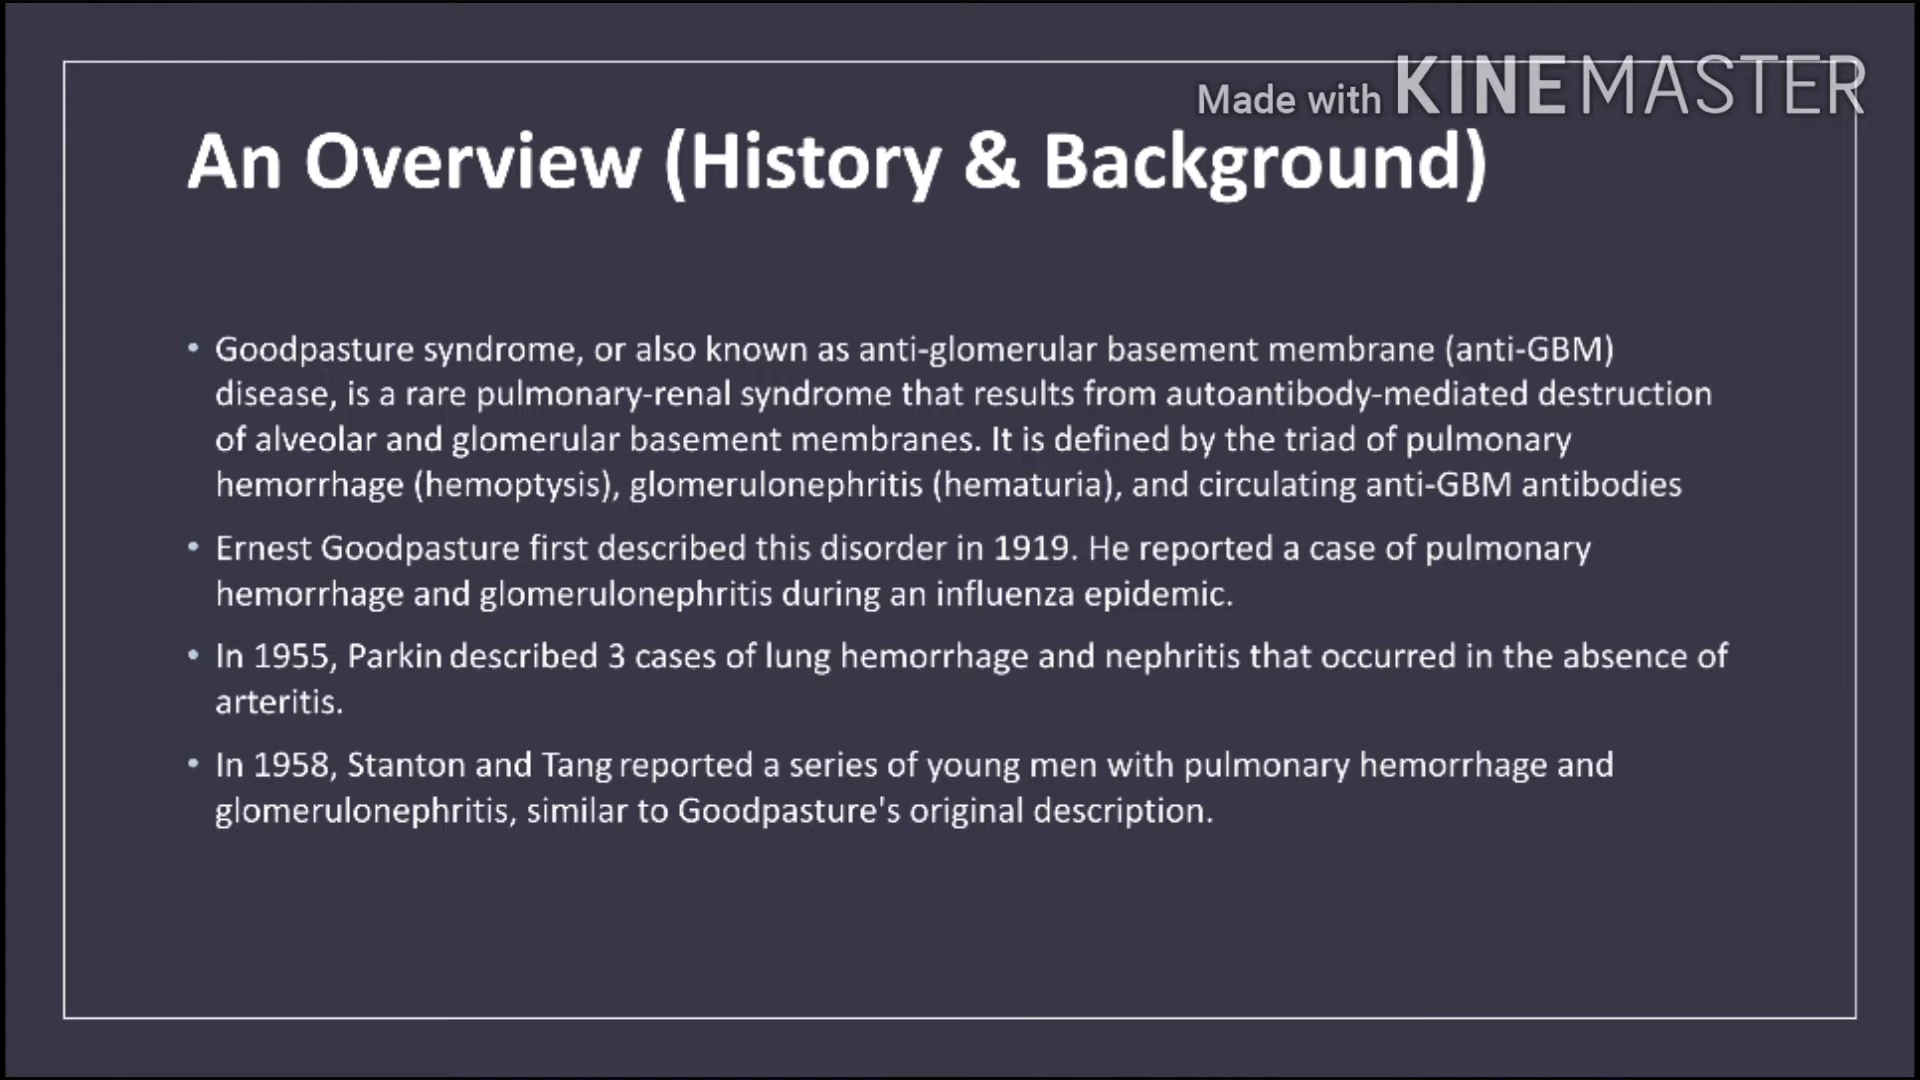 Made with KINEMASTER
An Overview (History & Background)
• Goodpasture syndrome, or also known as anti-glomerular basement membrane (anti-GBM)
disease, is a rare pulmonary-renal syndrome that results from autoantibody-mediated destruction
of alveolar and glomerular basement membranes. It is defined by the triad of pulmonary
hemorrhage (hemoptysis), glomerulonephritis (hematuria), and circulating anti-GBM antibodies
• Ernest Goodpasture first described this disorder in 1919. He reported a case of pulmonary
hemorrhage and glomerulonephritis during an influenza epidemic.
• In 1955, Parkin described 3 cases of lung hemorrhage and nephritis that occurred in the absence of
arteritis.
• In 1958, Stanton and Tang reported a series of young men with pulmonary hemorrhage and
glomerulonephritis, similar to Goodpasture's original description.